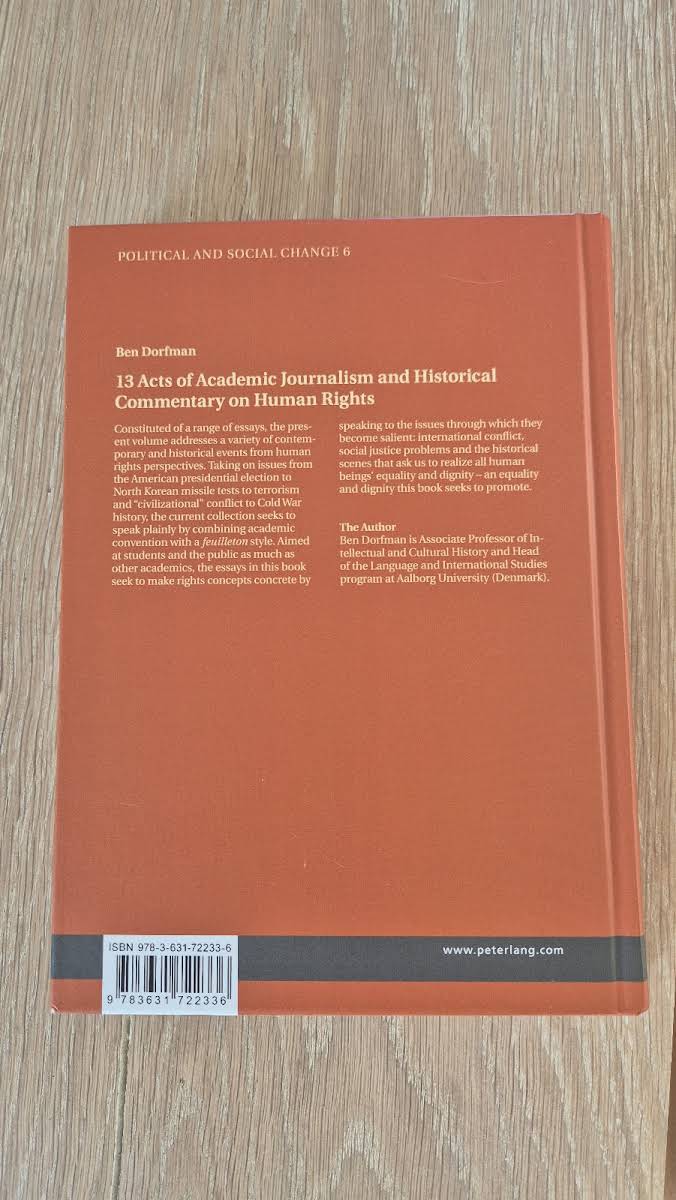 POLITICAL AND SOCIAL CHANGE 6
Ben Dorfman
13 Acts of Academic Journalism and Historical
Commentary on Human Rights
Constituted of a range of essays, the pres-
ent volume addresses a variety of contem-
porary and historical events from human
rights perspectives. Taking on issues from
the American presidential election to
North Korean missile tests to terrorism
and “civilizational” conflict to Cold War
history, the current collection seeks to
speak plainly by combining academic
convention with a feuilleton style. Aimed
at students and the public as much as
other academics, the essays in this book
seek to make rights concepts concrete by
speaking to the issues through which they
become salient: international conflict,
social justice problems and the historical
scenes that ask us to realize all human
beings’ equality and dignity – an equality
and dignity this book seeks to promote.
The Author
Ben Dorfman is Associate Professor of In-
tellectual and Cultural History and Head
of the Language and International Studies
program at Aalborg University (Denmark).
ISBN 978-3-631-72233-6
9 783631 722336
www.peterlang.com